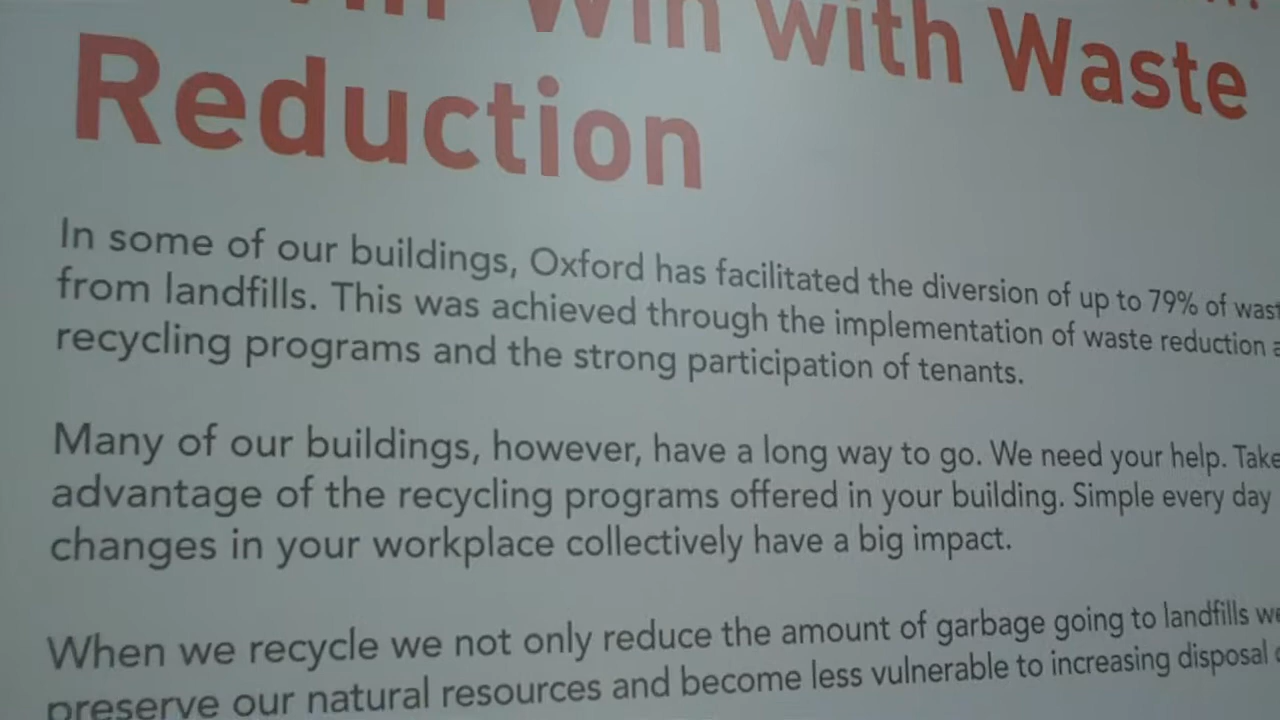 Win with Waste
Reduction
In some of our buildings, Oxford has facilitated the diversion of up to 79% of
from landfills. This was achieved through the implementation of waste reduction
recycling programs and the strong participation of tenants.
Many of our buildings, however, have a long way to go. We need your help. Take
advantage of the recycling programs offered in your building. Simple every day
changes in your workplace collectively have a big impact.
When we recycle we not only reduce the amount of garbage going to landfills we
preserve our natural resources and become less vulnerable to increasing disposal